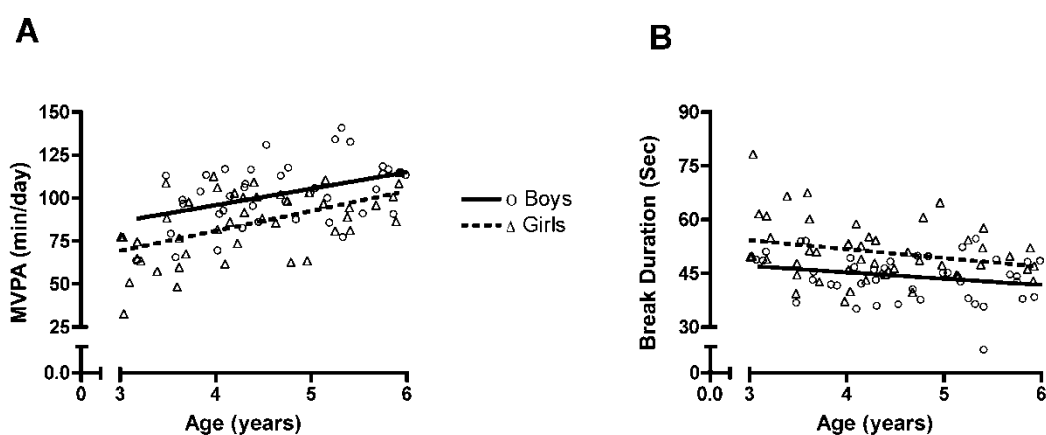 A
B
150
125
100
75
50
25
0.0
0
3
4
5
6
MVPA (min/day)
Age (years)
Boys
Girls
90
75
60
45
30
0
0.0
3
4
5
6
Break Duration (Sec)
Age (years)